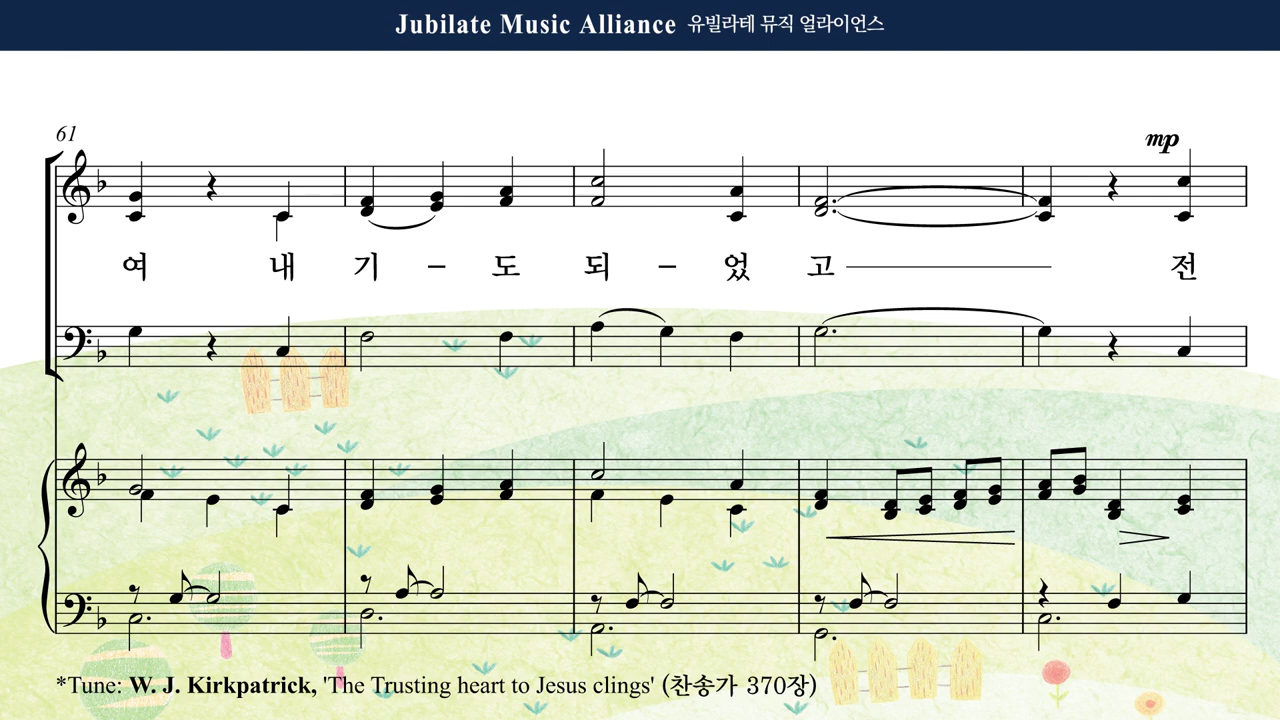 Jubilate Music Alliance 유빌라테 뮤직 얼라이언스
61
mp
여 내 기 – 도 되 – 었 고 전
*Tune: W. J. Kirkpatrick, 'The Trusting heart to Jesus clings' (찬송가 370장)